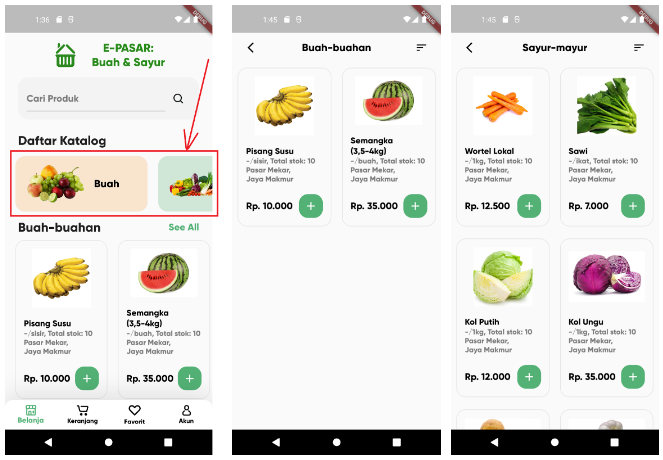 1:36
DEBUG
E-PASAR:
Buah & Sayur
Cari Produk
Daftar Katalog
Buah
Buah-buahan
See All
Pisang Susu
-/sisir, Total stok: 10
Pasar Mekar,
Jaya Makmur
Rp. 10.000
+
Semangka
(3,5-4kg)
-/buah, Total stok: 10
Pasar Mekar,
Jaya Makmur
Rp. 35.000
+
Belanja
Keranjang
Favorit
Akun
1:45
DEBUG
Buah-buahan
Pisang Susu
-/sisir, Total stok: 10
Pasar Mekar,
Jaya Makmur
Rp. 10.000
+
Semangka
(3,5-4kg)
-/buah, Total stok: 10
Pasar Mekar,
Jaya Makmur
Rp. 35.000
+
1:45
DEBUG
Sayur-mayur
Wortel Lokal
-/1kg, Total stok: 10
Pasar Mekar,
Jaya Makmur
Rp. 12.500
+
Sawi
-/ikat, Total stok: 10
Pasar Mekar,
Jaya Makmur
Rp. 7.000
+
Kol Putih
-/1kg, Total stok: 10
Pasar Mekar,
Jaya Makmur
Rp. 12.000
+
Kol Ungu
-/1kg, Total stok: 10
Pasar Mekar,
Jaya Makmur
Rp. 35.000
+